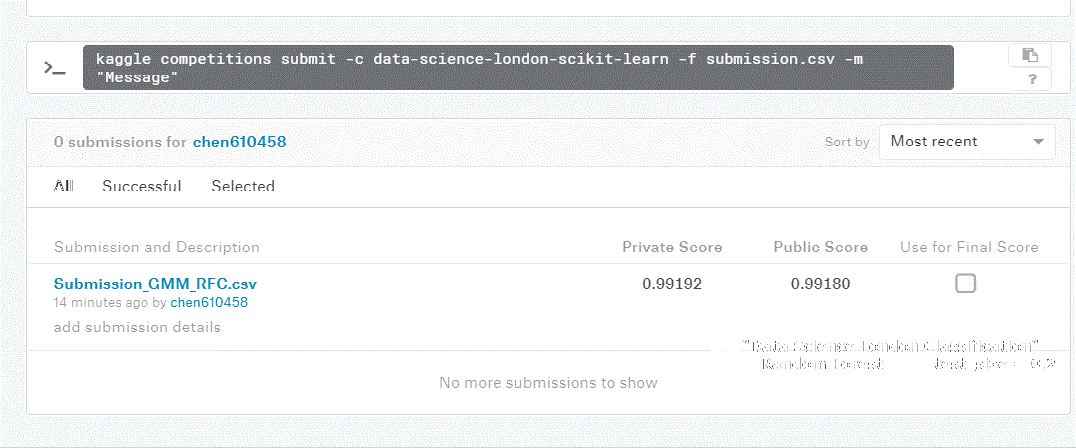 kaggle competitions submit -c data-science-london-scikit-learn -f submission.csv -m
"Message"
?
0 submissions for chen610458
Sort by Most recent
All Successful Selected
Submission and Description Private Score Public Score Use for Final Score
Submission_GMM_RFC.csv 0.99192 0.99180
14 minutes ago by chen610458
add submission details
"Data Science London Classification"
Random Forest test_size = 0.2
No more submissions to show